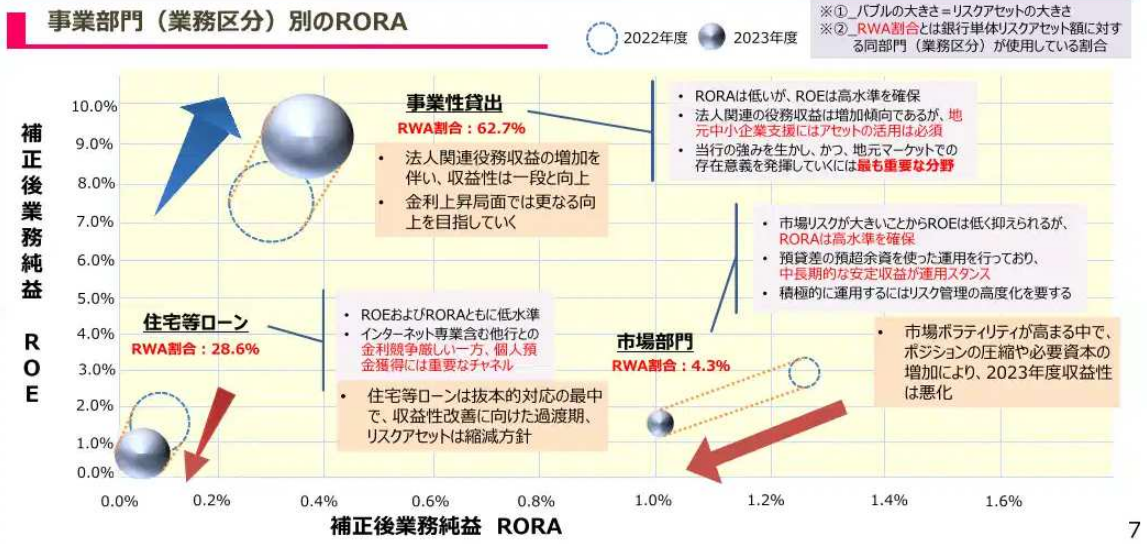 事業部門（業務区分）別のRORA
2022年度
2023年度
※①_バブルの大きさ＝リスクアセットの大きさ
※②_RWA割合とは銀行単体リスクアセット額に対す
る同部門（業務区分）が使用している割合
補正後業務純益 ROE
10.0%
9.0%
8.0%
7.0%
6.0%
5.0%
4.0%
3.0%
2.0%
1.0%
0.0%
事業性貸出
RWA割合：62.7%
• 法人関連役務収益の増加を
伴い、収益性は一段と向上
• 金利上昇局面では更なる向
上を目指していく
• RORAは低いが、ROEは高水準を確保
• 法人関連の役務収益は増加傾向であるが、地
元中小企業支援にはアセットの活用は必須
• 当行の強みを生かし、かつ、地元マーケットでの
存在意義を発揮していくには最も重要な分野
住宅等ローン
RWA割合：28.6%
• ROEおよびRORAともに低水準
• インターネット専業含む他行との
金利競争厳しい一方、個人預
金獲得には重要なチャネル
• 住宅等ローンは抜本的対応の最中
で、収益性改善に向けた過渡期、
リスクアセットは縮減方針
市場部門
RWA割合：4.3%
• 市場リスクが大きいことからROEは低く抑えられるが、
RORAは高水準を確保
• 預貸差の預超余資を使った運用を行っており、
中長期的な安定収益が運用スタンス
• 積極的に運用するにはリスク管理の高度化を要する
• 市場ボラティリティが高まる中で、
ポジションの圧縮や必要資本の
増加により、2023年度収益性
は悪化
0.0%
0.2%
0.4%
0.6%
0.8%
1.0%
1.2%
1.4%
1.6%
補正後業務純益 RORA
7